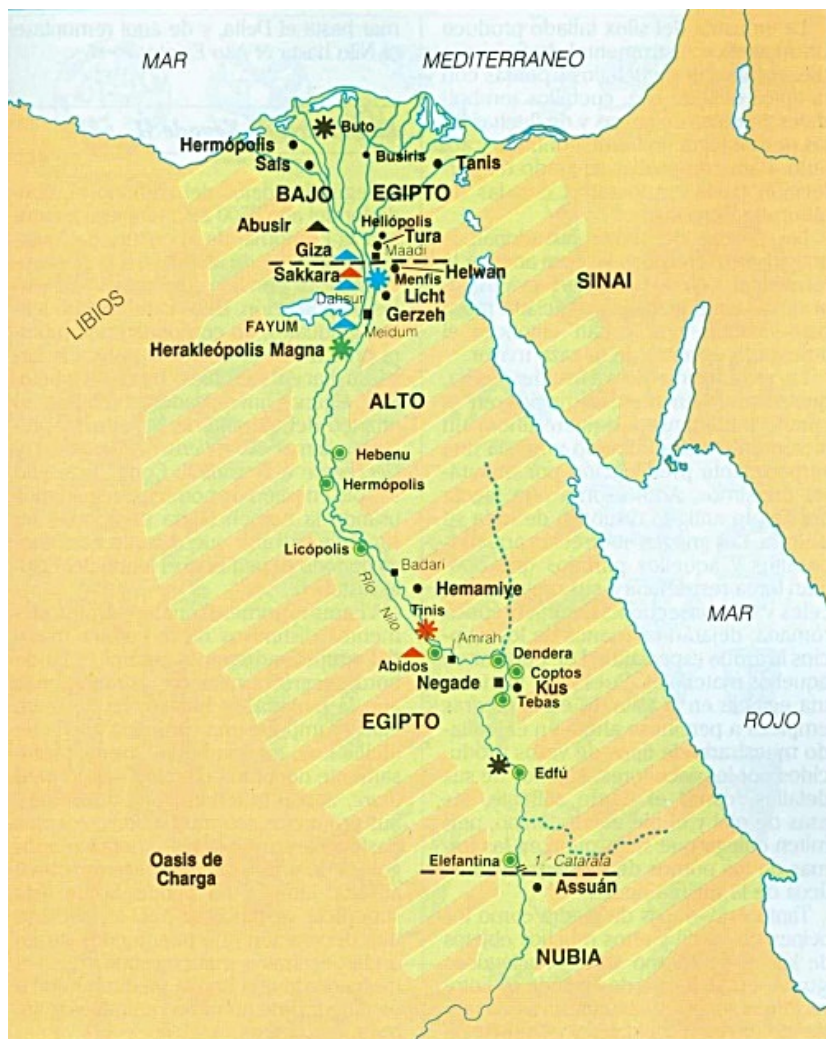 MAR MEDITERRANEO
Buto
Hermópolis
Busiris
Sais
Tanis
BAJO EGIPTO
Abusir
Heliópolis
Tura
Giza
Maadi
Sakkara
Menfis
Helwan
SINAI
Dahsur
Licht
LIBIOS
FAYUM
Gerzeh
Meidum
Herakleópolis Magna
ALTO
Hebenu
Hermópolis
Licópolis
Badari
Río Nilo
Hemamiye
Tinis
MAR
Amrah
Abidos
Dendera
Coptos
Negade
Kus
Tebas
EGIPTO
ROJO
Edfú
Oasis de
Charga
Elefantina
1.ª Catarata
Assuán
NUBIA